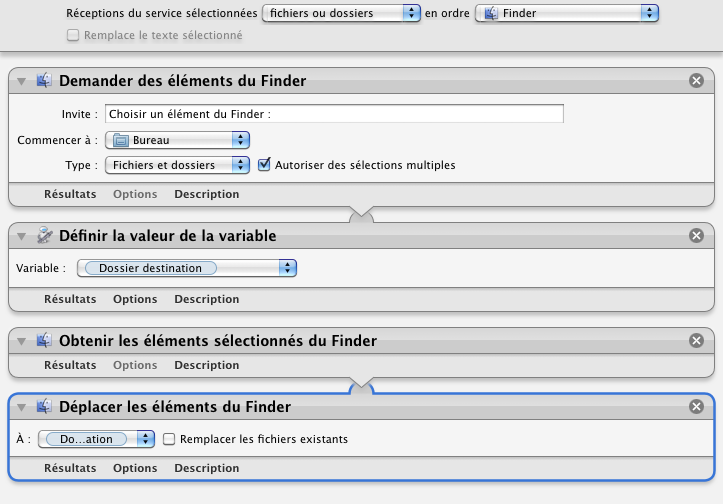 Réceptions du service sélectionnées fichiers ou dossiers en ordre Finder
Remplace le texte sélectionné
Demander des éléments du Finder
Invite : Choisir un élément du Finder :
Commencer à : Bureau
Type : Fichiers et dossiers Autoriser des sélections multiples
Résultats Options Description
Définir la valeur de la variable
Variable : Dossier destination
Résultats Options Description
Obtenir les éléments sélectionnés du Finder
Résultats Options Description
Déplacer les éléments du Finder
À : Do...ation Remplacer les fichiers existants
Résultats Options Description